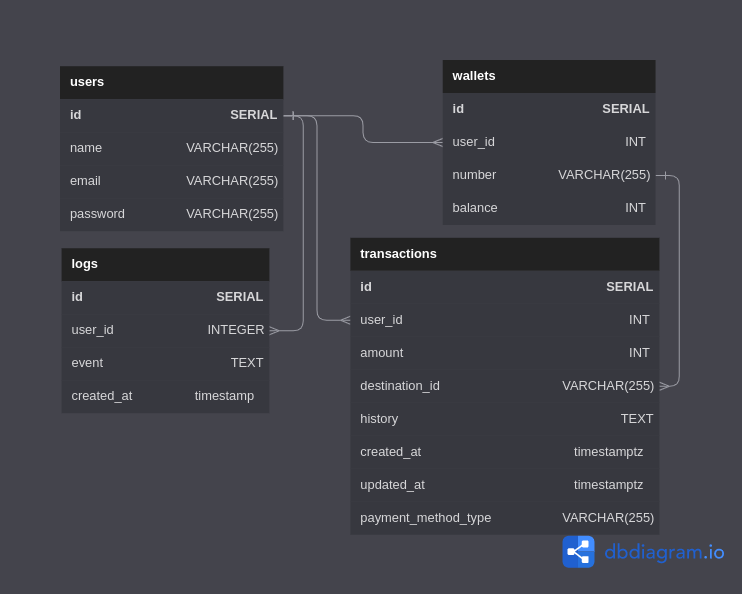 users
id SERIAL
name VARCHAR(255)
email VARCHAR(255)
password VARCHAR(255)
logs
id SERIAL
user_id INTEGER
event TEXT
created_at timestamp
wallets
id SERIAL
user_id INT
number VARCHAR(255)
balance INT
transactions
id SERIAL
user_id INT
amount INT
destination_id VARCHAR(255)
history TEXT
created_at timestamptz
updated_at timestamptz
payment_method_type VARCHAR(255)
dbdiagram.io